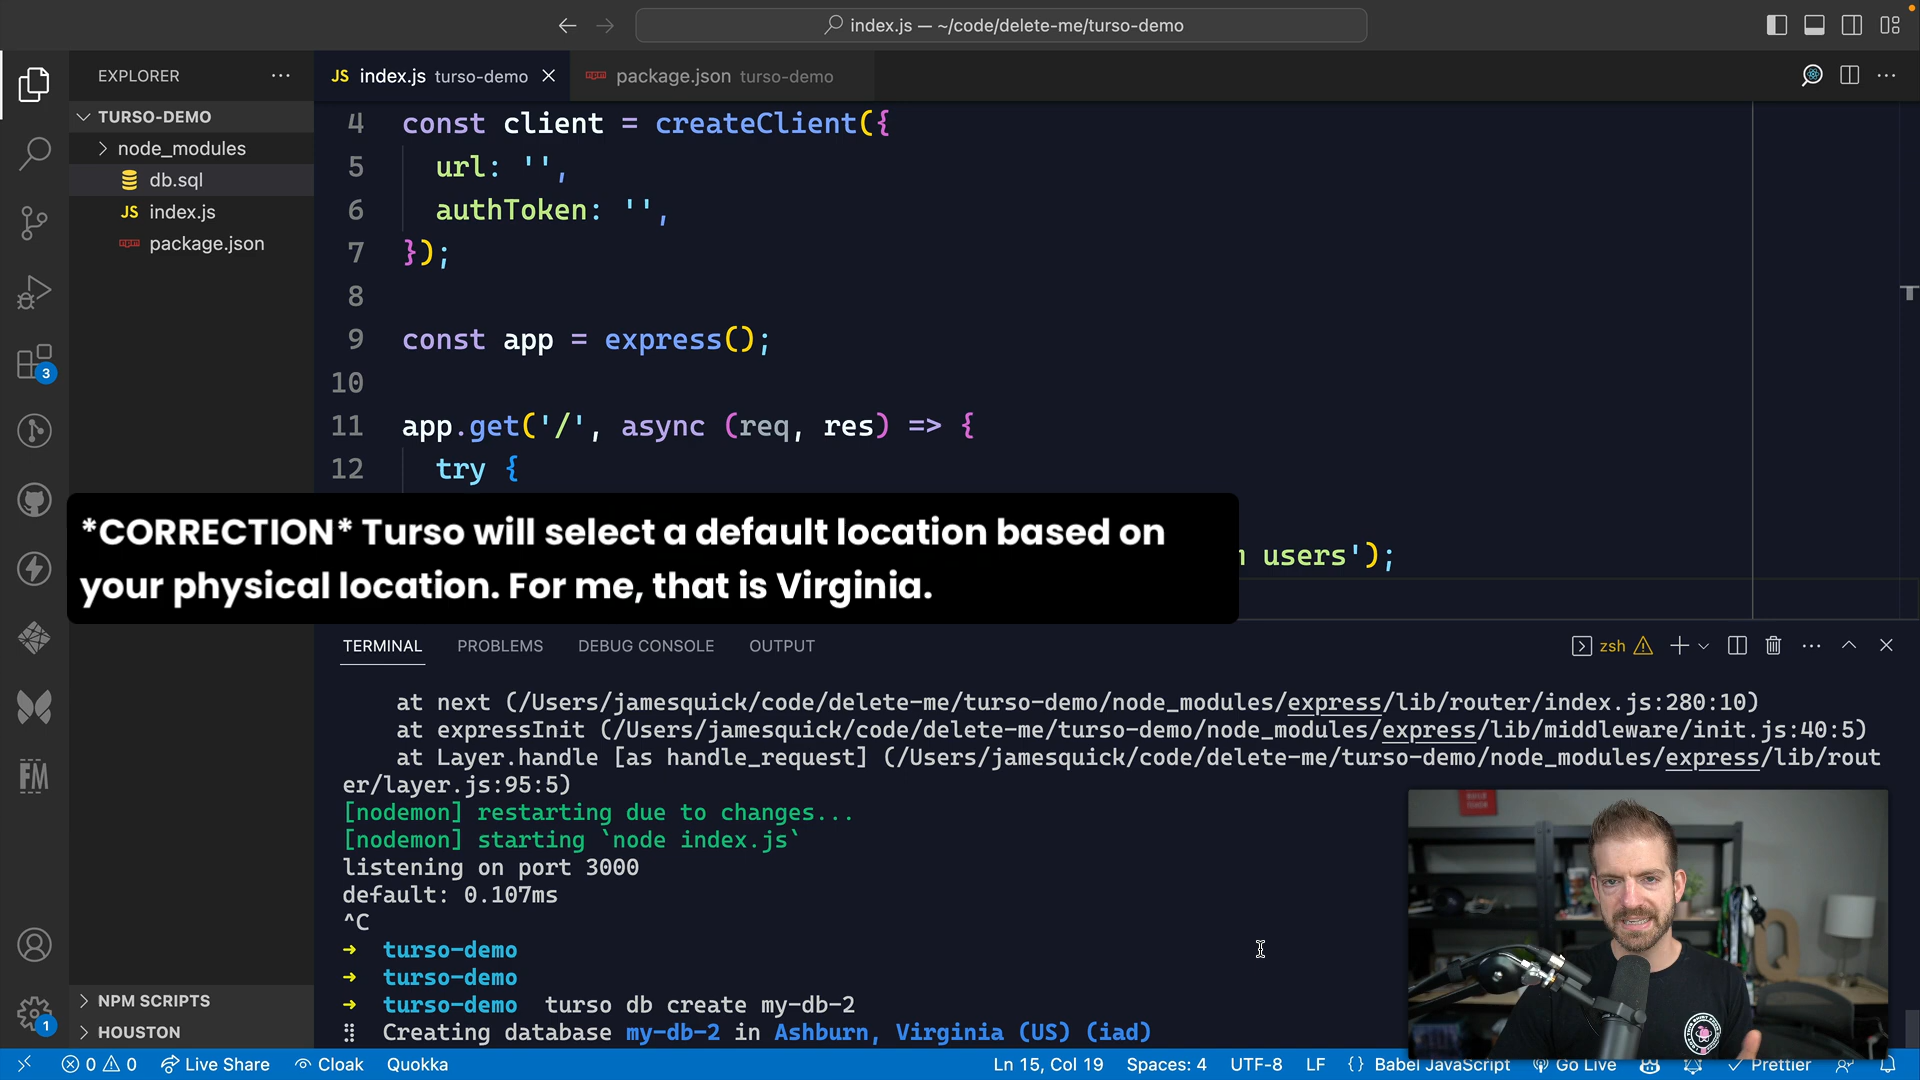 index.js — ~/code/delete-me/turso-demo
EXPLORER
JS index.js turso-demo
package.json turso-demo
TURSO-DEMO
node_modules
db.sql
JS index.js
package.json
4 const client = createClient({
5 url: '',
6 authToken: '',
7 });
8
9 const app = express();
10
11 app.get('/', async (req, res) => {
12 try {
users');
*CORRECTION* Turso will select a default location based on
your physical location. For me, that is Virginia.
TERMINAL PROBLEMS DEBUG CONSOLE OUTPUT
zsh
at next (/Users/jamesquick/code/delete-me/turso-demo/node_modules/express/lib/router/index.js:280:10)
at expressInit (/Users/jamesquick/code/delete-me/turso-demo/node_modules/express/lib/middleware/init.js:40:5)
at Layer.handle [as handle_request] (/Users/jamesquick/code/delete-me/turso-demo/node_modules/express/lib/rout
er/layer.js:95:5)
[nodemon] restarting due to changes...
[nodemon] starting `node index.js`
listening on port 3000
default: 0.107ms
^C
→ turso-demo
→ turso-demo
→ turso-demo turso db create my-db-2
Creating database my-db-2 in Ashburn, Virginia (US) (iad)
3
FM
1
NPM SCRIPTS
HOUSTON
0 0 Live Share Cloak Quokka
Ln 15, Col 19 Spaces: 4 UTF-8 LF {} Babel JavaScript Go Live Prettier